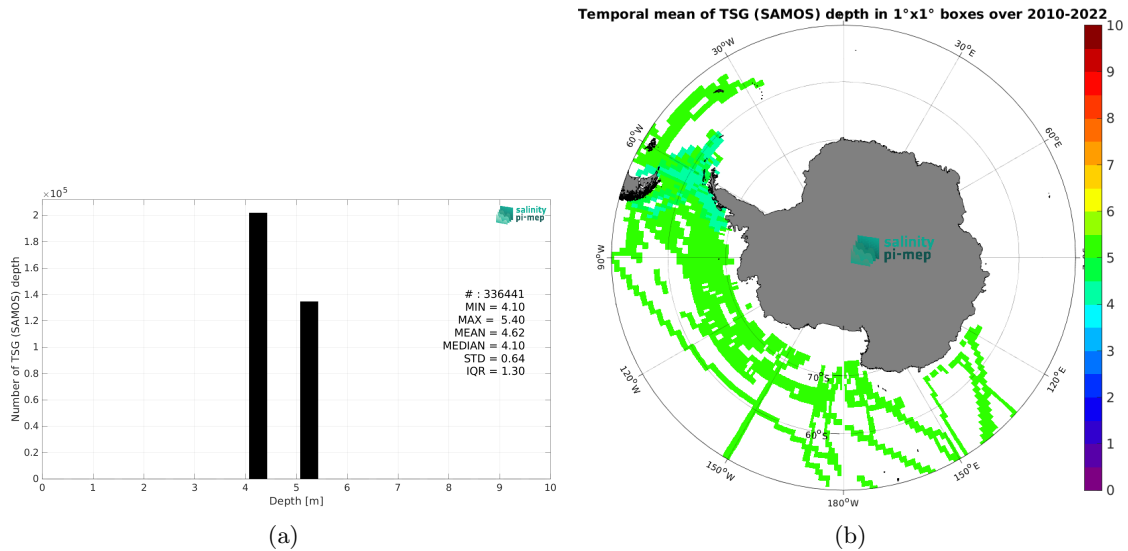 ×10⁵
2
1.8
1.6
1.4
1.2
1
0.8
0.6
0.4
0.2
0
0 1 2 3 4 5 6 7 8 9 10
Depth [m]
Number of TSG (SAMOS) depth
salinity
pi-mep
# : 336441
MIN = 4.10
MAX = 5.40
MEAN = 4.62
MEDIAN = 4.10
STD = 0.64
IQR = 1.30
(a)
Temporal mean of TSG (SAMOS) depth in 1°x1° boxes over 2010-2022
30°W
30°E
60°W
60°E
90°W
120°W
120°E
150°W
150°E
180°W
70°S
60°S
salinity
pi-mep
10
9
8
7
6
5
4
3
2
1
0
(b)